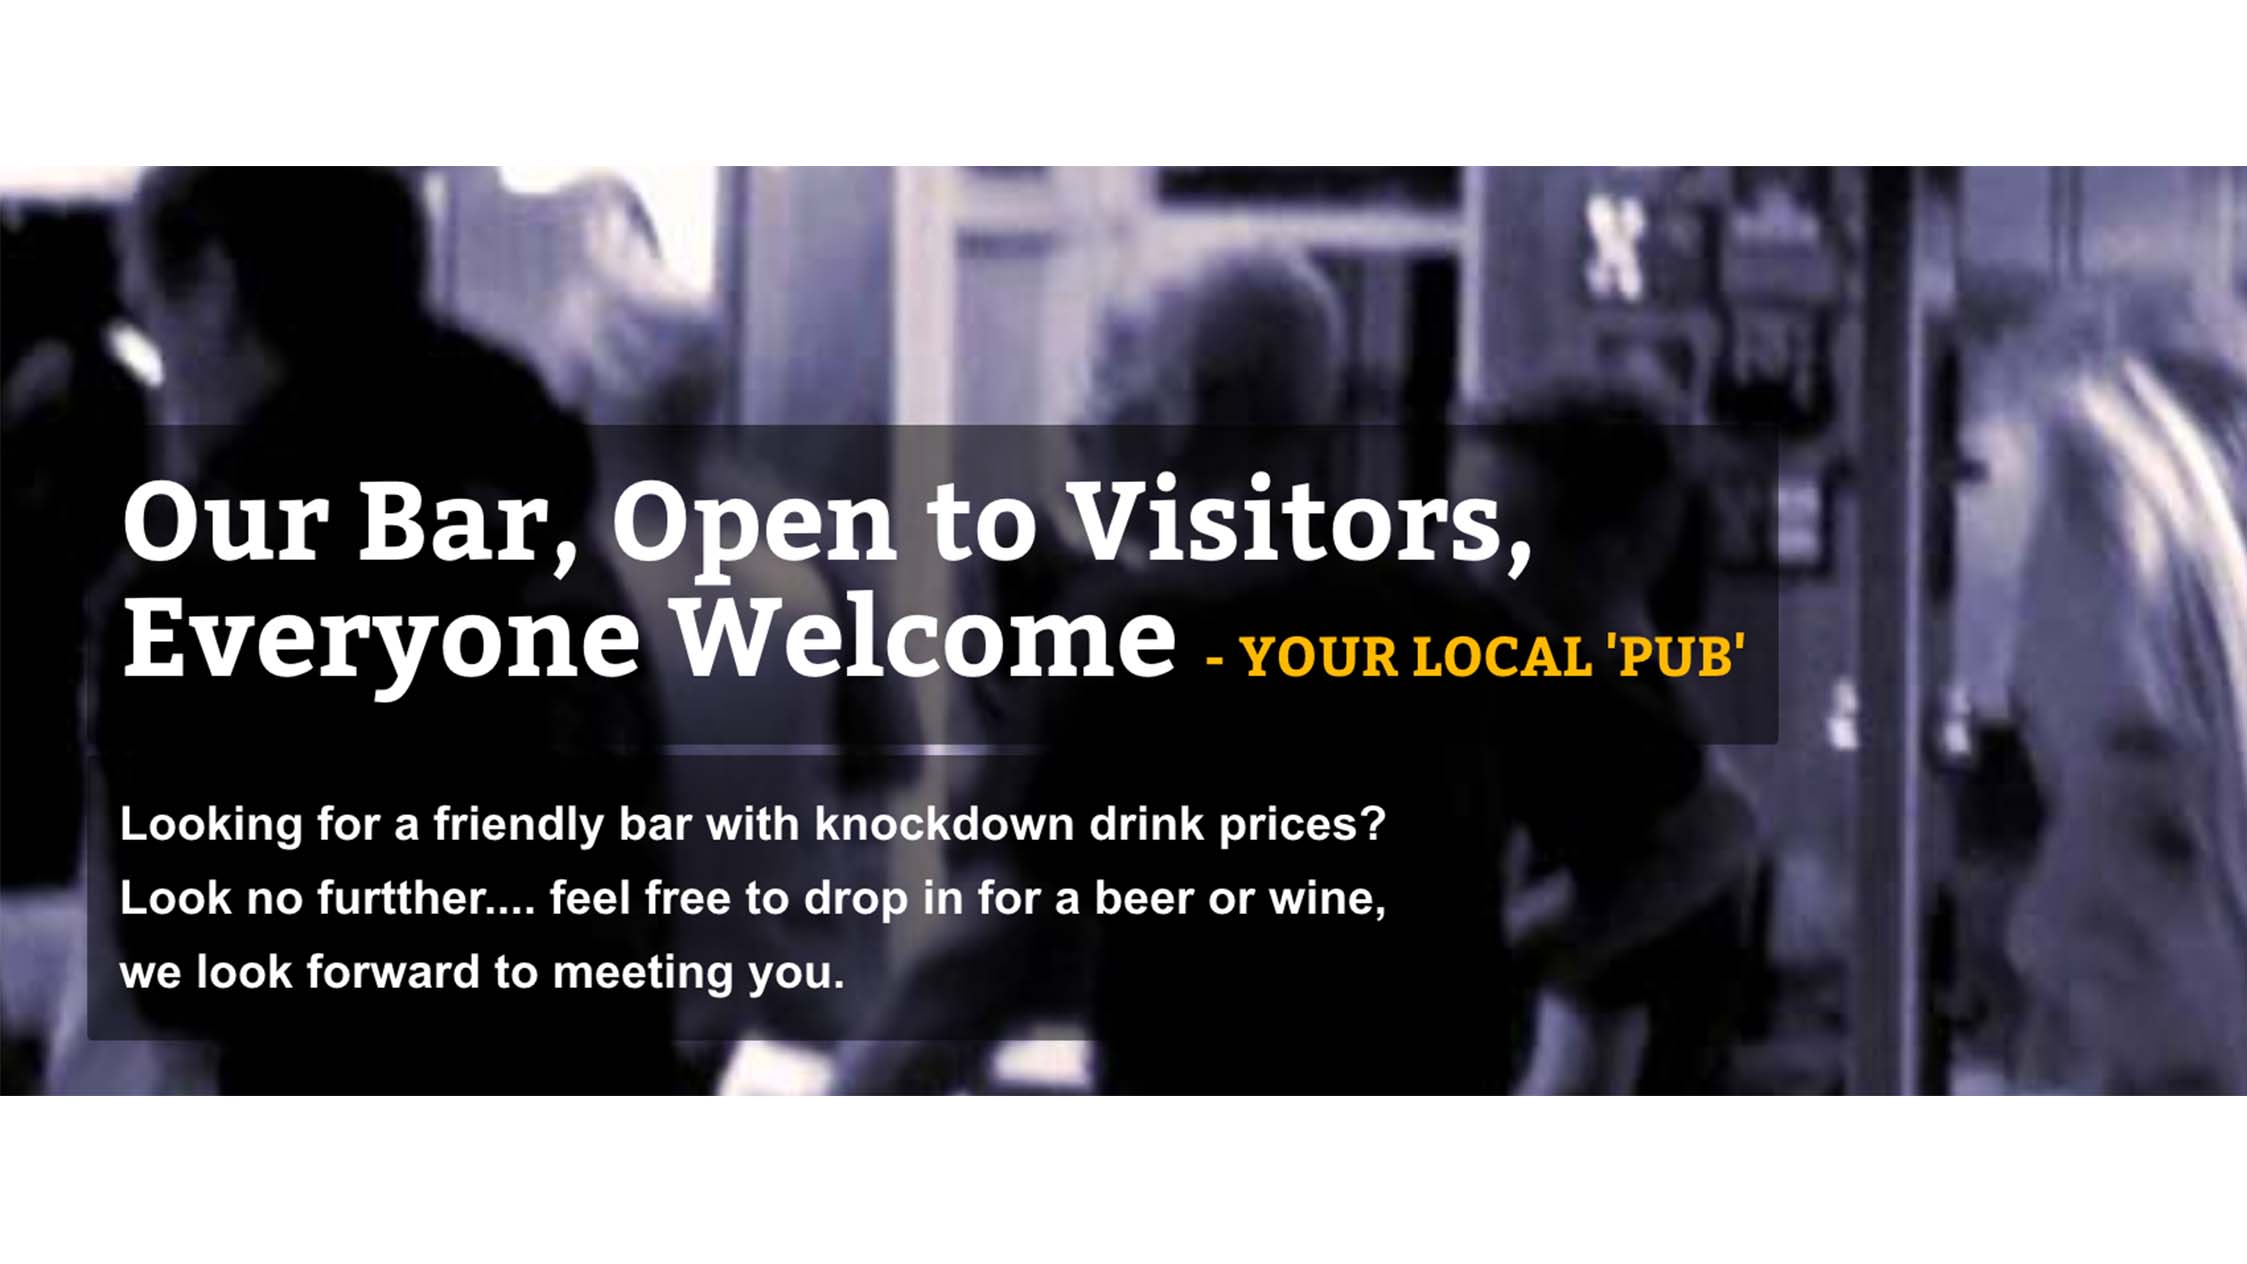 Our Bar, Open to Visitors,
Everyone Welcome - YOUR LOCAL 'PUB'
Looking for a friendly bar with knockdown drink prices?
Look no furtther.... feel free to drop in for a beer or wine,
we look forward to meeting you.